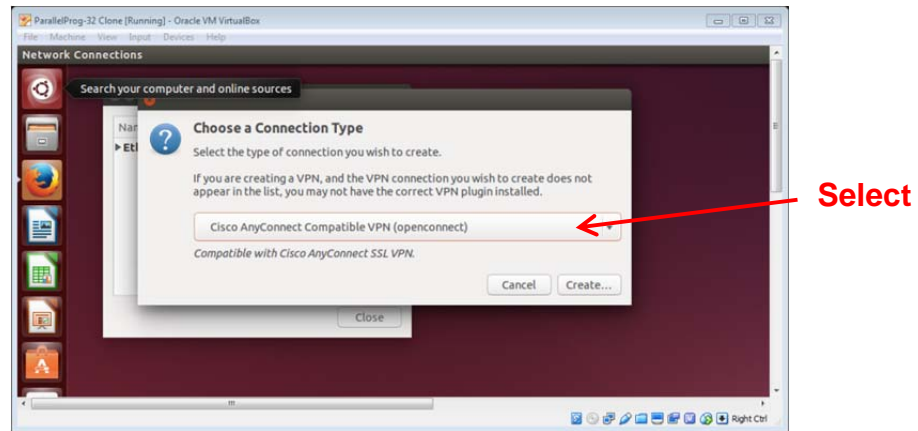 ParallelProg-32 Clone [Running] - Oracle VM VirtualBox
File Machine View Input Devices Help
Network Connections
Search your computer and online sources
Nar
Eth
Choose a Connection Type
Select the type of connection you wish to create.
If you are creating a VPN, and the VPN connection you wish to create does not
appear in the list, you may not have the correct VPN plugin installed.
Select
Cisco AnyConnect Compatible VPN (openconnect)
Compatible with Cisco AnyConnect SSL VPN.
Cancel Create...
Close
Right Ctrl